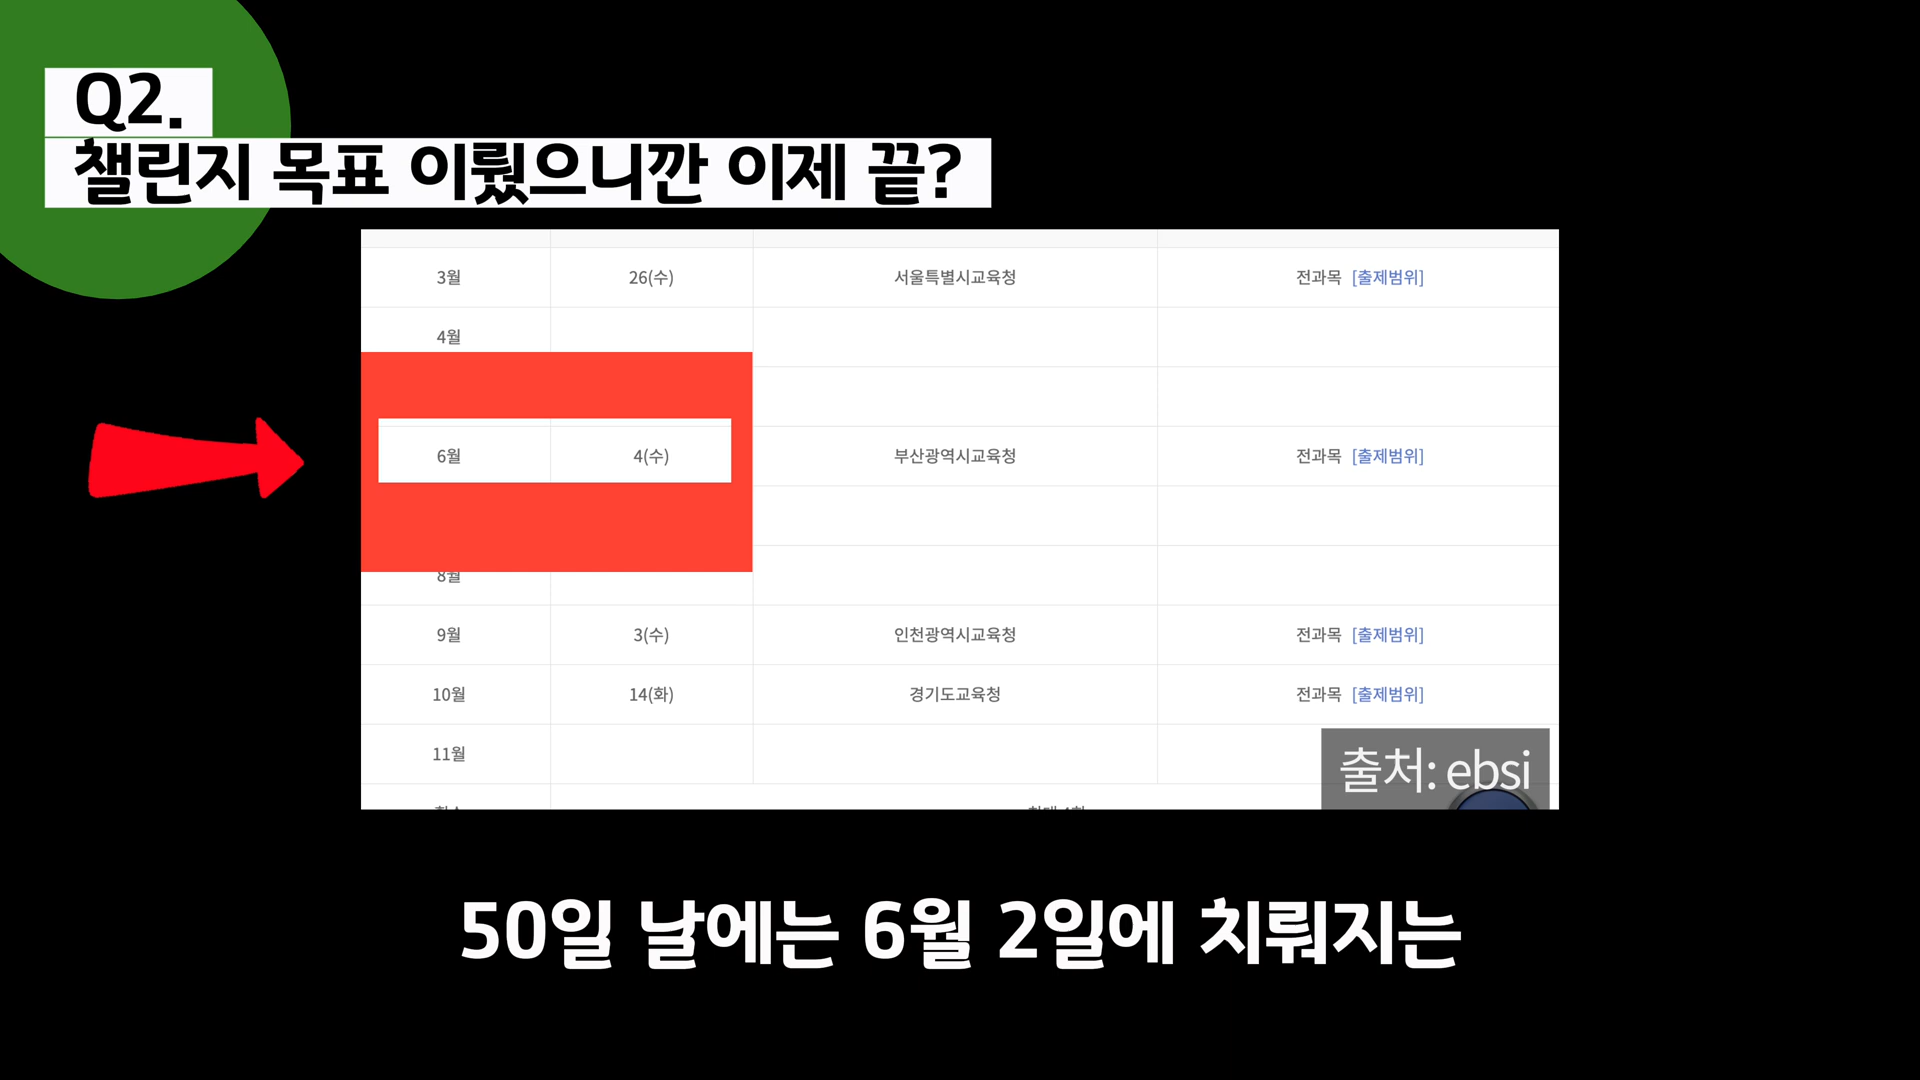 Q2.
챌린지 목표 이뤘으니깐 이제 끝?
3월 26(수) 서울특별시교육청 전과목 [출제범위]
4월
6월 4(수) 부산광역시교육청 전과목 [출제범위]
8월
9월 3(수) 인천광역시교육청 전과목 [출제범위]
10월 14(화) 경기도교육청 전과목 [출제범위]
11월
출처: ebsi
50일 날에는 6월 2일에 치뤄지는